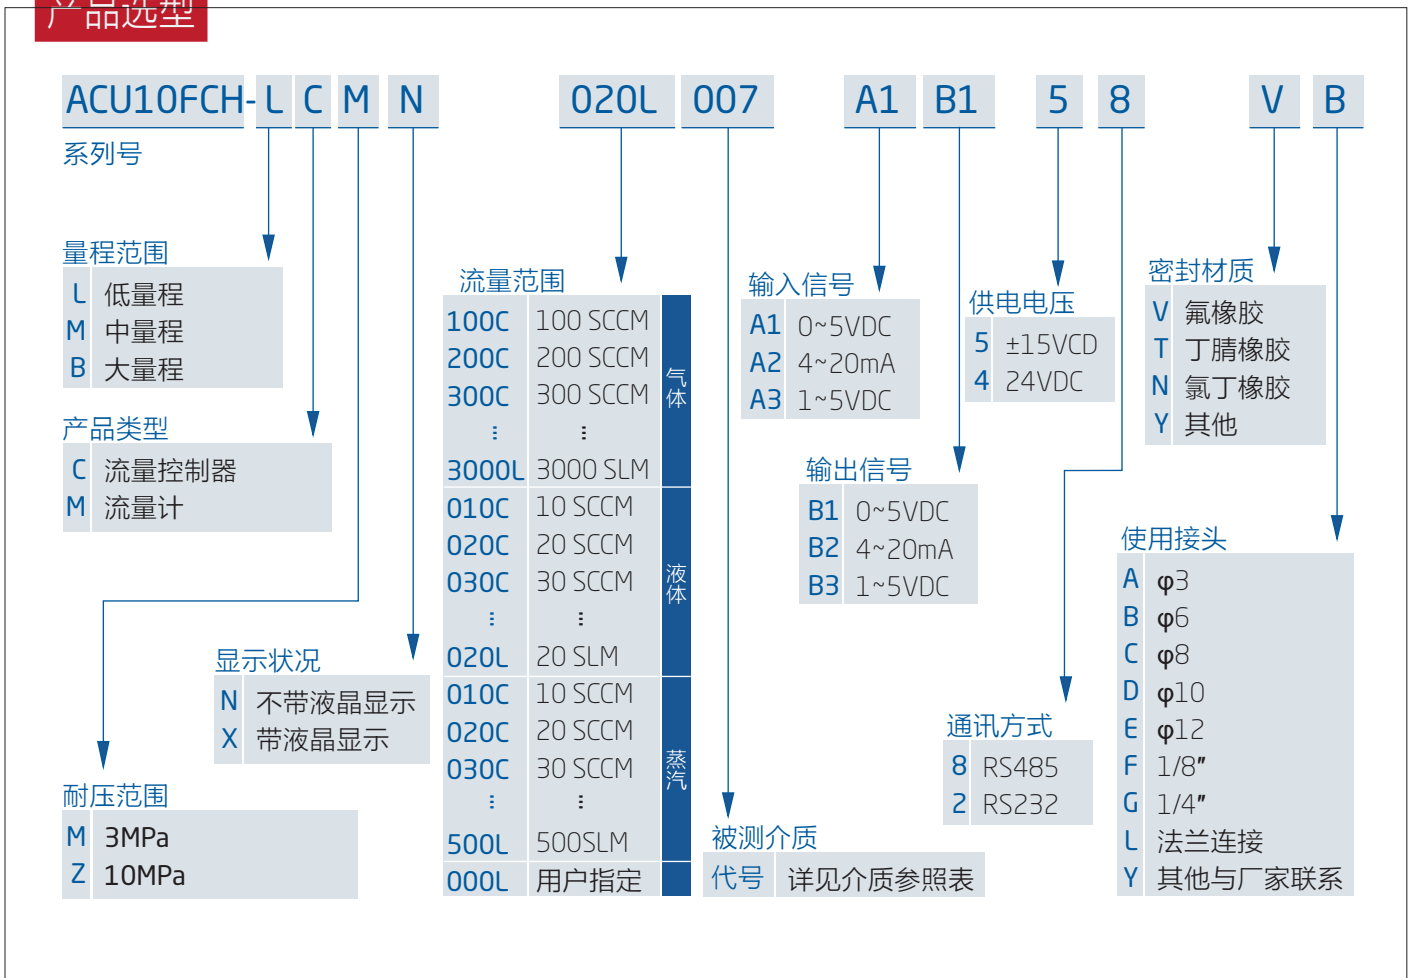 产品选型
ACU10FCH- L C M N 020L 007 A1 B1 5 8 V B
系列号
量程范围
L 低量程
M 中量程
B 大量程
产品类型
C 流量控制器
M 流量计
显示状况
N 不带液晶显示
X 带液晶显示
耐压范围
M 3MPa
Z 10MPa
流量范围
100C 100 SCCM
200C 200 SCCM
300C 300 SCCM
... ...
3000L 3000 SLM
气体
010C 10 SCCM
020C 20 SCCM
030C 30 SCCM
... ...
020L 20 SLM
液体
010C 10 SCCM
020C 20 SCCM
030C 30 SCCM
... ...
500L 500SLM
蒸汽
000L 用户指定
被测介质
代号 详见介质参照表
输入信号
A1 0~5VDC
A2 4~20mA
A3 1~5VDC
输出信号
B1 0~5VDC
B2 4~20mA
B3 1~5VDC
供电电压
5 ±15VCD
4 24VDC
通讯方式
8 RS485
2 RS232
密封材质
V 氟橡胶
T 丁腈橡胶
N 氯丁橡胶
Y 其他
使用接头
A φ3
B φ6
C φ8
D φ10
E φ12
F 1/8″
G 1/4″
L 法兰连接
Y 其他与厂家联系